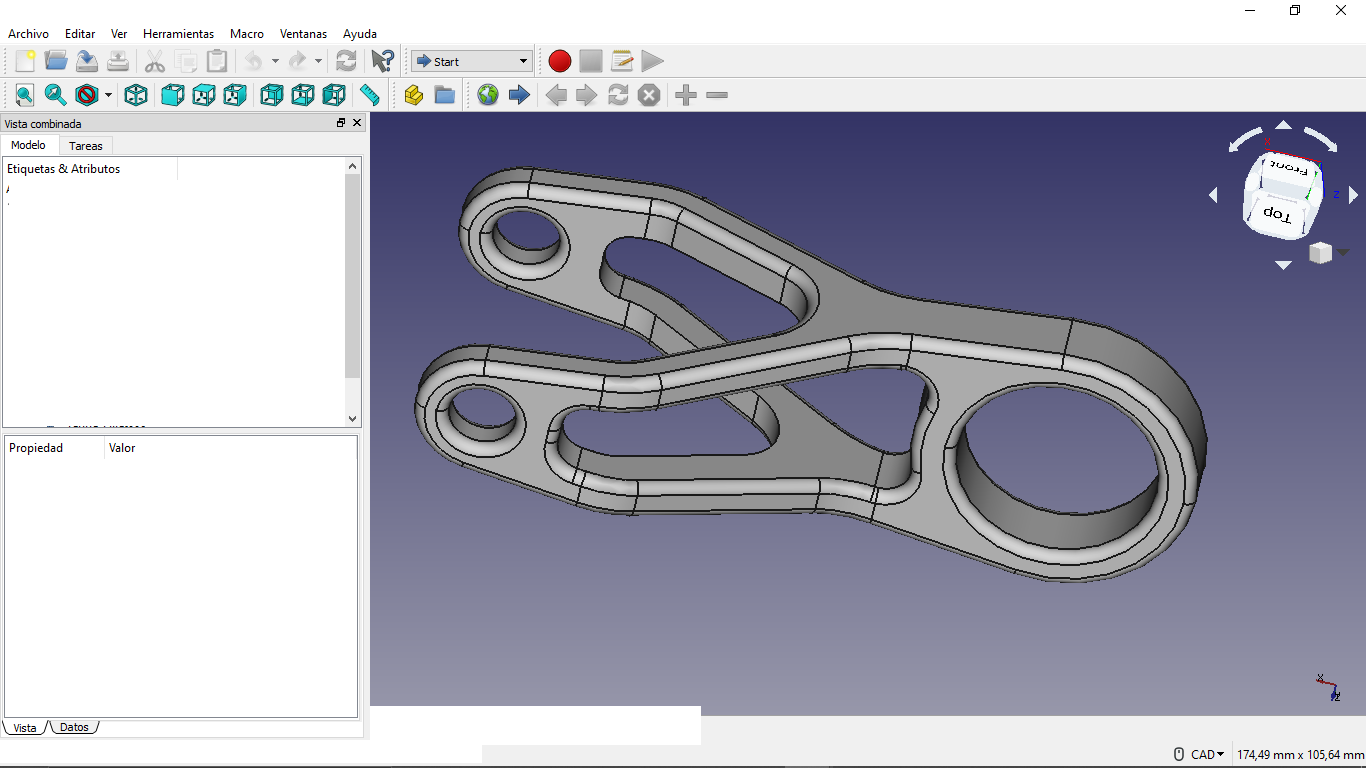 Archivo Editar Ver Herramientas Macro Ventanas Ayuda
Start
Vista combinada
Modelo Tareas
Etiquetas & Atributos
Propiedad Valor
Vista Datos
Front
Top
x
z
X
Z
CAD 174,49 mm x 105,64 mm